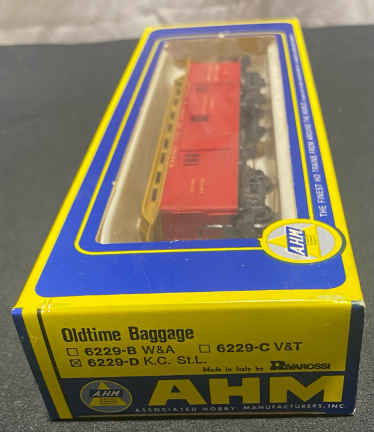 THE FINEST HO TRAINS FROM AROUND THE WORLD
AHM
Oldtime Baggage
☐ 6229-B W&A ☐ 6229-C V&T
☒ 6229-D K.C. St.L.
Made in Italy by RIVAROSSI
AHM
AHM
ASSOCIATED HOBBY MANUFACTURERS, INC.